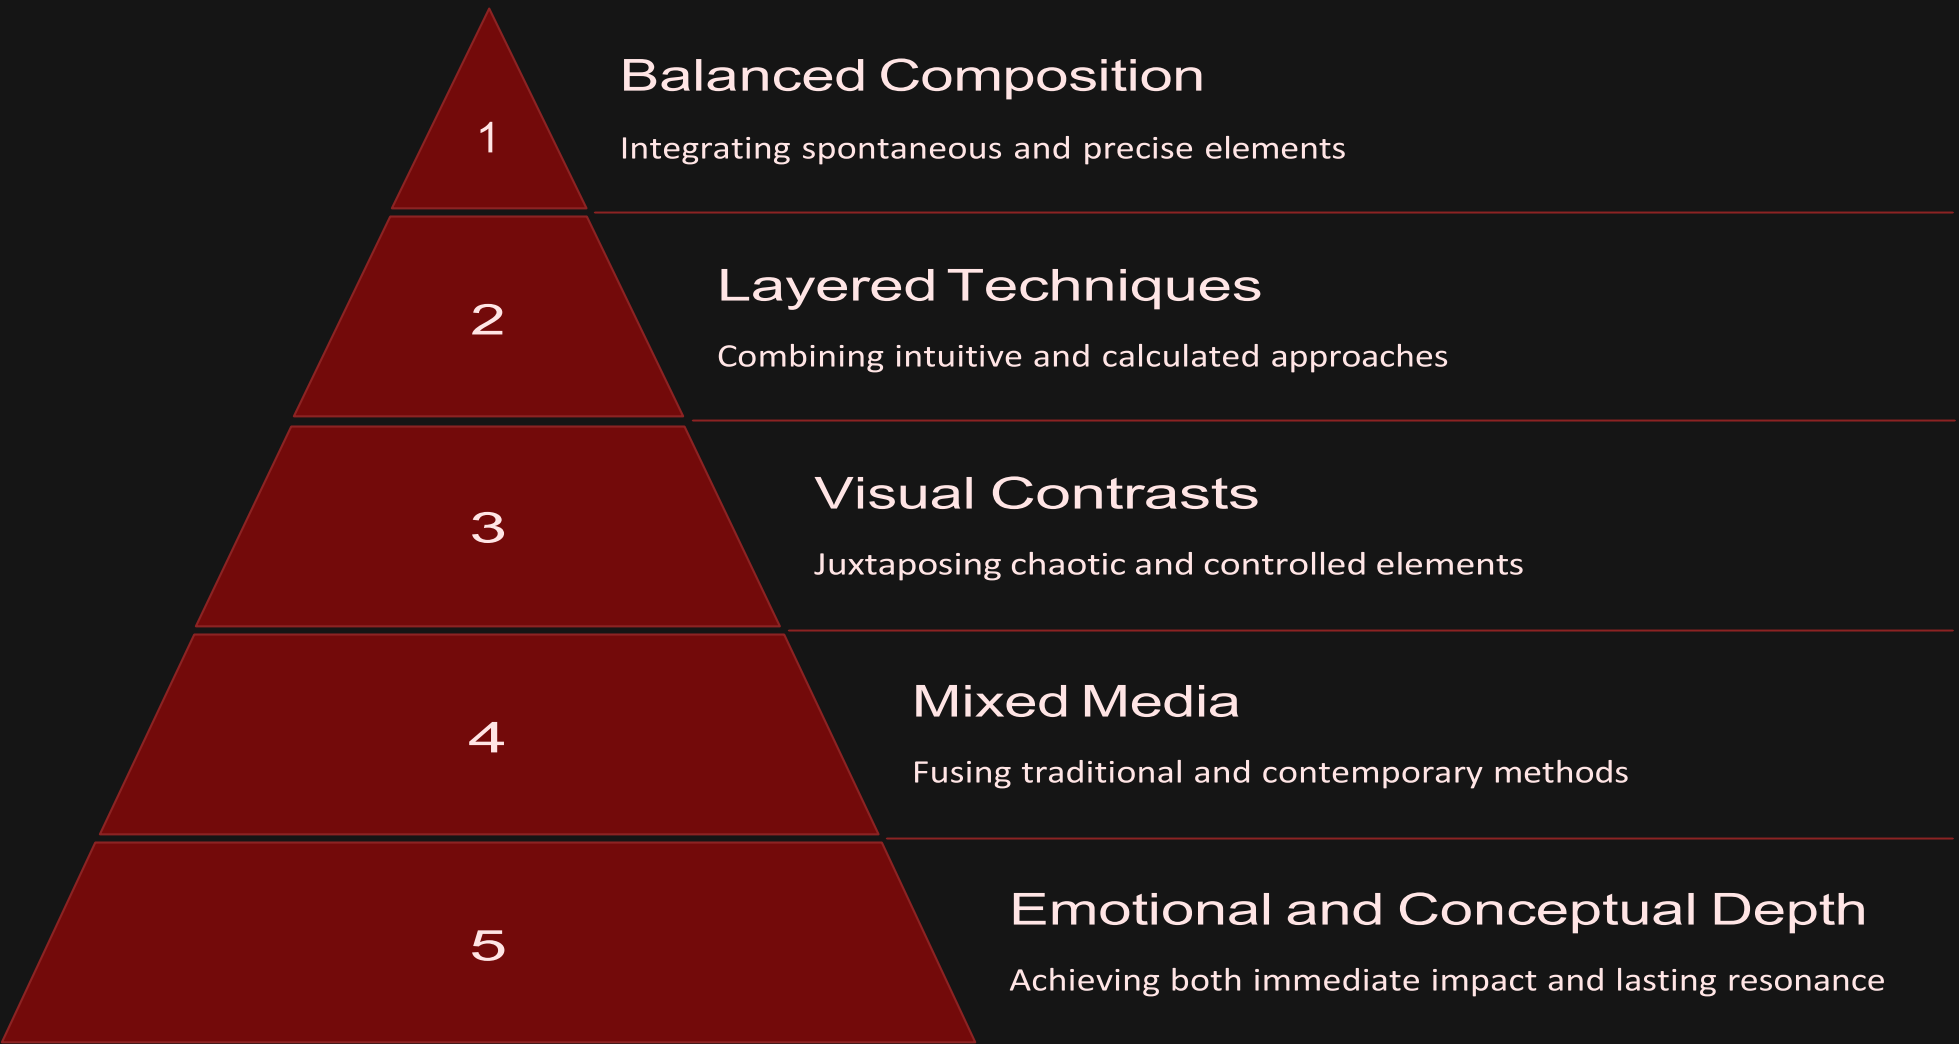 1
Balanced Composition
Integrating spontaneous and precise elements
2
Layered Techniques
Combining intuitive and calculated approaches
3
Visual Contrasts
Juxtaposing chaotic and controlled elements
4
Mixed Media
Fusing traditional and contemporary methods
5
Emotional and Conceptual Depth
Achieving both immediate impact and lasting resonance